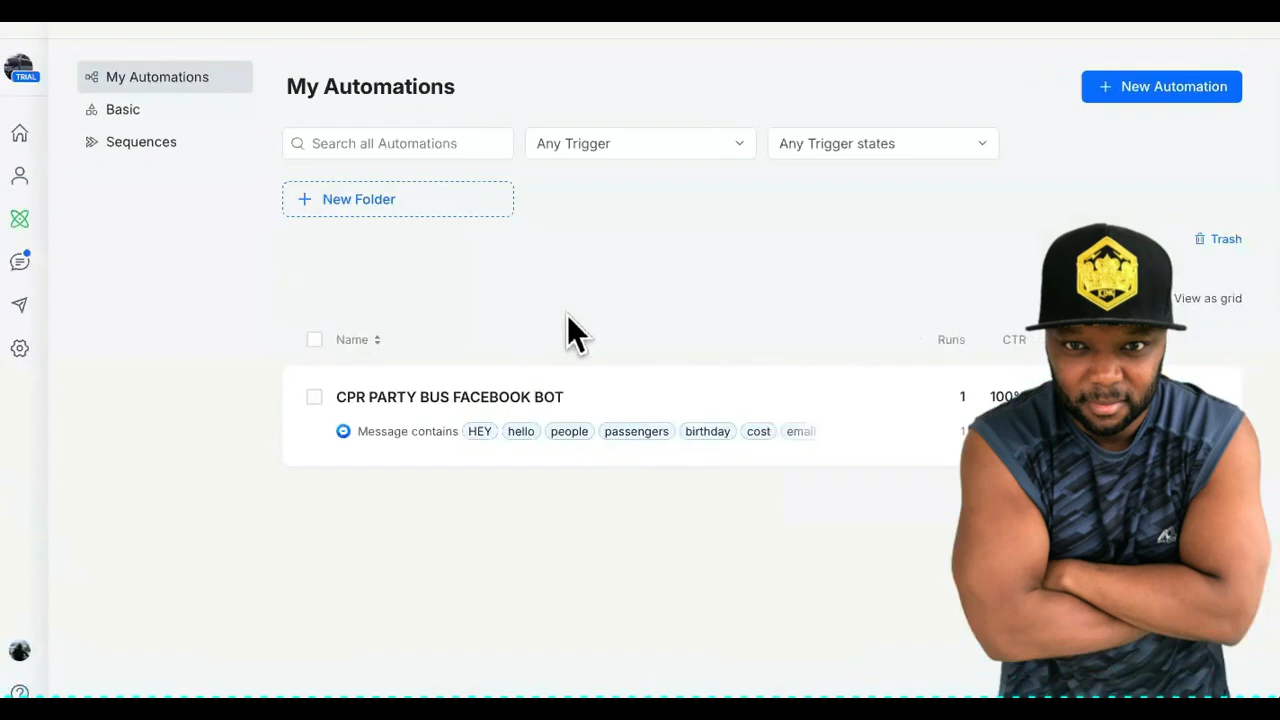 TRIAL
My Automations
Basic
Sequences
My Automations
+ New Automation
Search all Automations
Any Trigger
Any Trigger states
+ New Folder
Trash
View as grid
Name
Runs
CTR
CPR PARTY BUS FACEBOOK BOT
1
100%
Message contains HEY hello people passengers birthday cost email
1